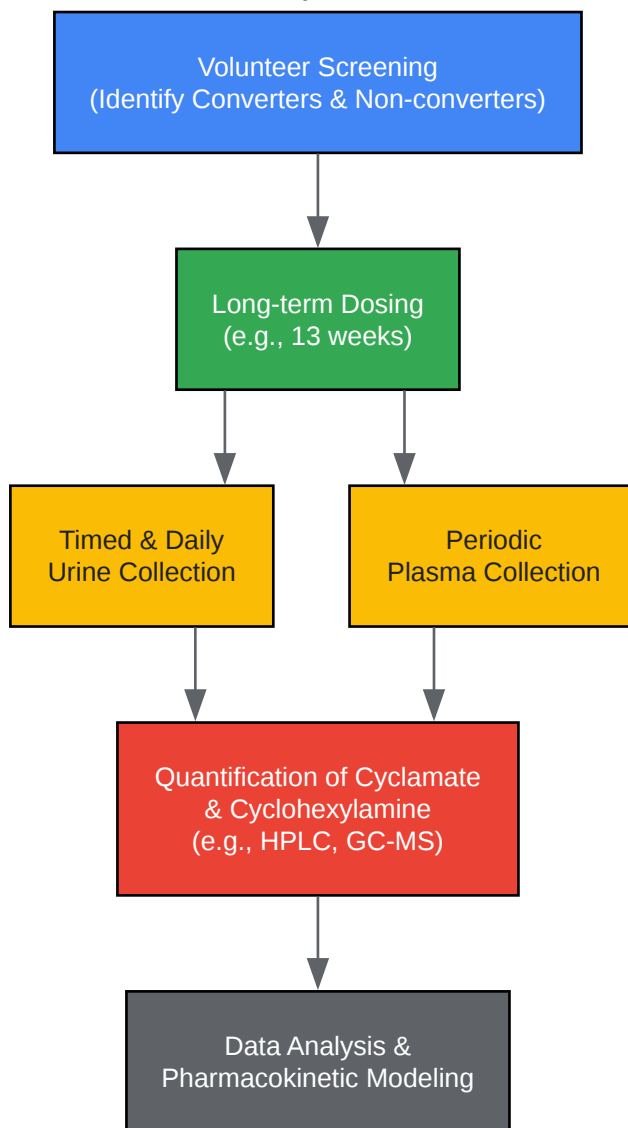 Volunteer Screening
(Identify Converters & Non-converters)
Long-term Dosing
(e.g., 13 weeks)
Timed & Daily
Urine Collection
Periodic
Plasma Collection
Quantification of Cyclamate
& Cyclohexylamine
(e.g., HPLC, GC-MS)
Data Analysis &
Pharmacokinetic Modeling